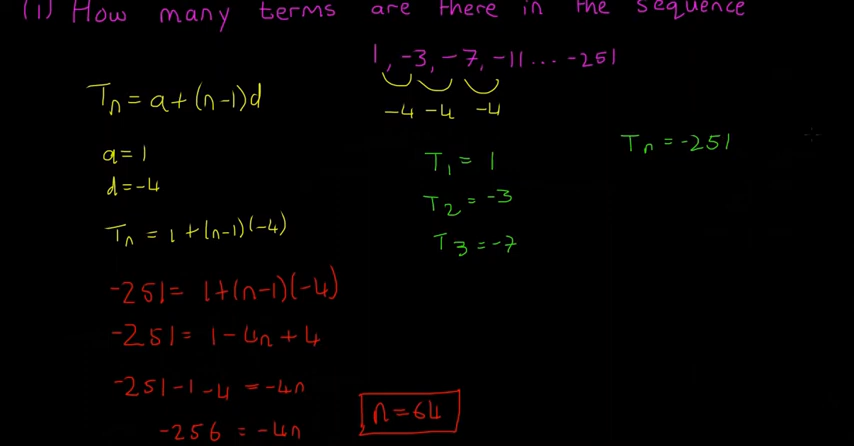 (i) How many terms are there in the sequence
1, -3, -7, -11 ... -251
-4 -4 -4
Tn = a + (n-1)d
a = 1
d = -4
Tn = 1 + (n-1)(-4)
T1 = 1
T2 = -3
T3 = -7
Tn = -251
-251 = 1 + (n-1)(-4)
-251 = 1 - 4n + 4
-251 - 1 - 4 = -4n
-256 = -4n
n = 64